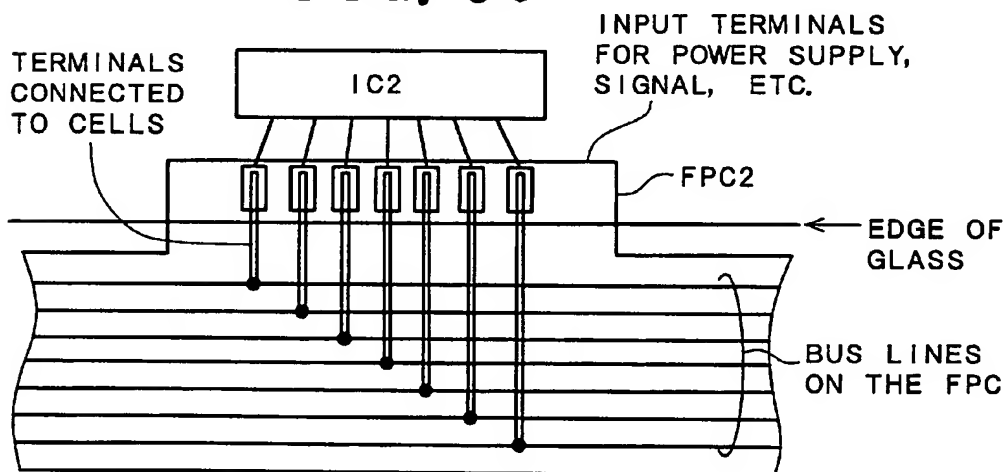 TERMINALS
CONNECTED
TO CELLS
IC2
INPUT TERMINALS
FOR POWER SUPPLY,
SIGNAL, ETC.
FPC2
EDGE OF
GLASS
BUS LINES
ON THE FPC